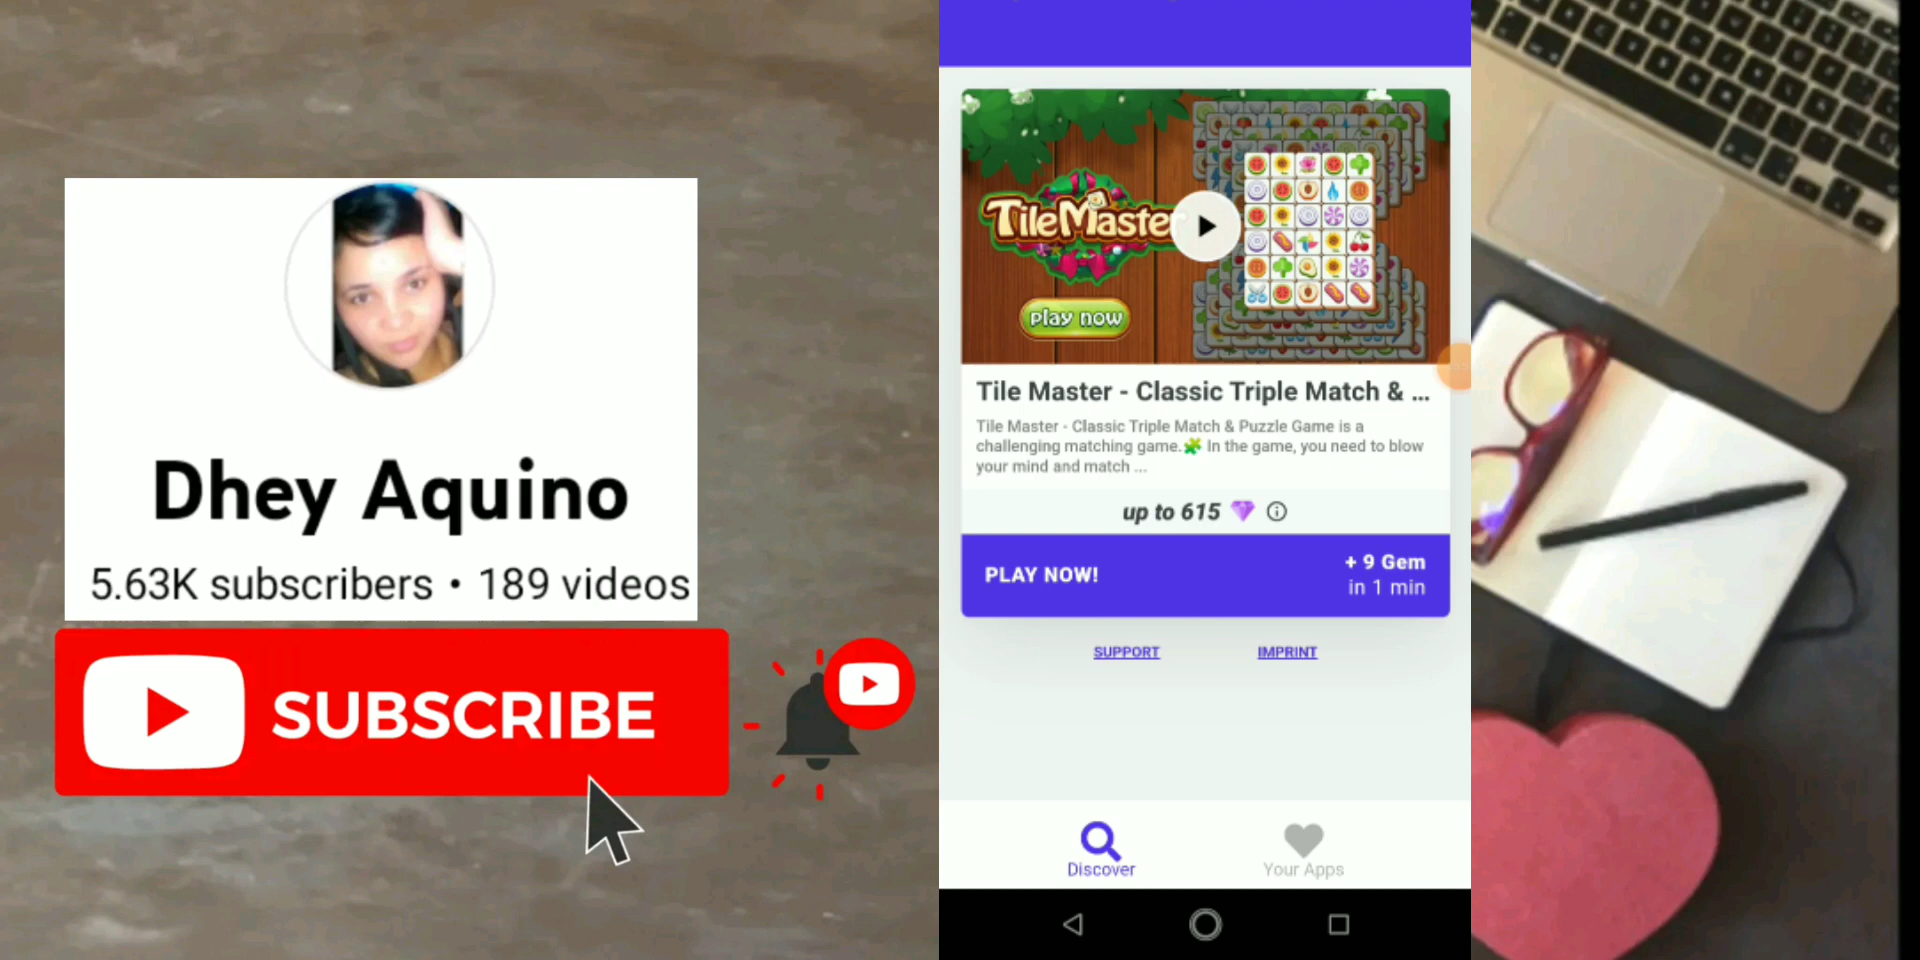 Dhey Aquino
5.63K subscribers • 189 videos
SUBSCRIBE
TileMaster
play now
Tile Master - Classic Triple Match & ...
Tile Master - Classic Triple Match & Puzzle Game is a
challenging matching game.🧩 In the game, you need to blow
your mind and match ...
up to 615
PLAY NOW!
+ 9 Gem
in 1 min
SUPPORT
IMPRINT
Discover
Your Apps